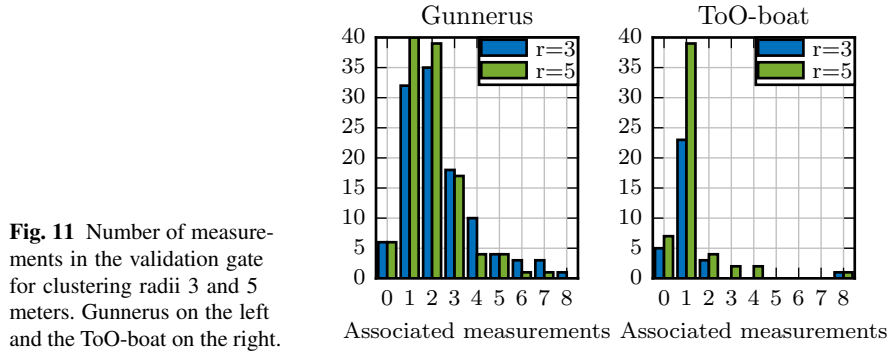 Gunnerus
ToO-boat
40
35
30
25
20
15
10
5
0
r=3
r=5
0 1 2 3 4 5 6 7 8
Associated measurements
40
35
30
25
20
15
10
5
0
r=3
r=5
0 1 2 3 4 5 6 7 8
Associated measurements
Fig. 11 Number of measure-
ments in the validation gate
for clustering radii 3 and 5
meters. Gunnerus on the left
and the ToO-boat on the right.